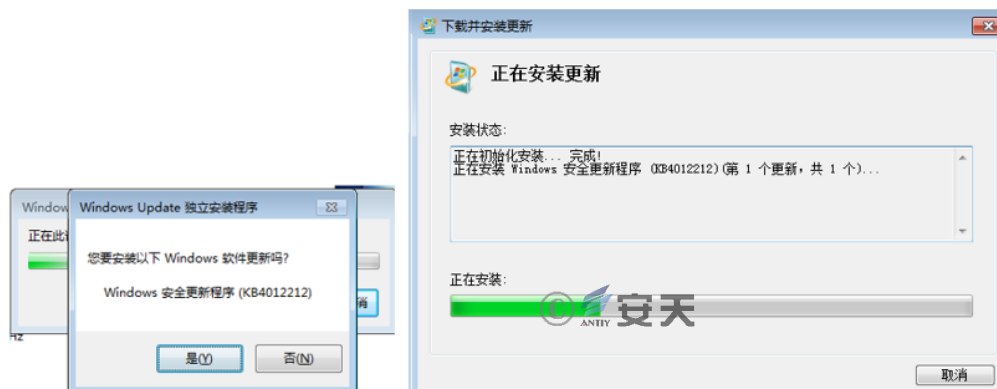 Window
正在此
消
Hz
Windows Update 独立安装程序
您要安装以下 Windows 软件更新吗?
Windows 安全更新程序 (KB4012212)
是(Y)
否(N)
下载并安装更新
正在安装更新
安装状态:
正在初始化安装... 完成!
正在安装 Windows 安全更新程序 (KB4012212)(第 1 个更新, 共 1 个)...
正在安装:
© ANTIY 安天
取消